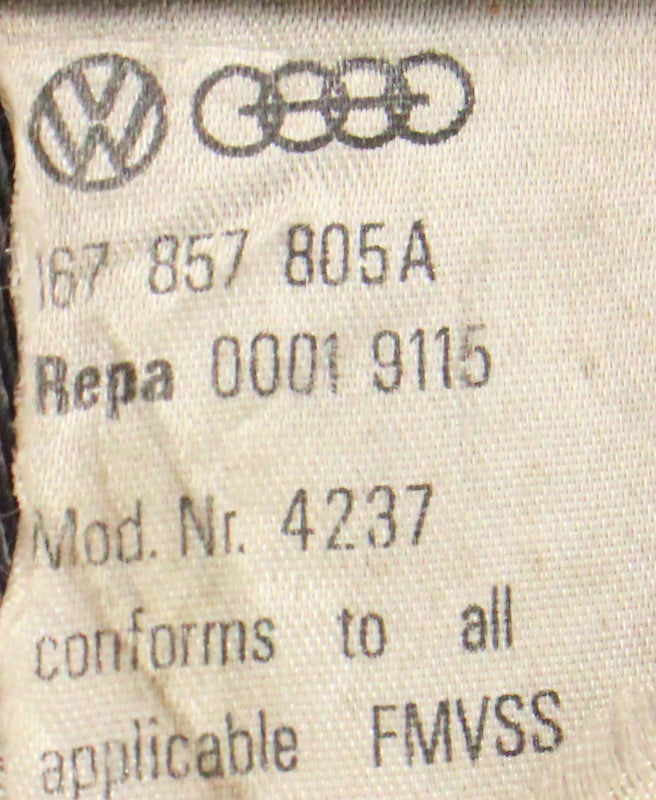 167 857 805A
Repa 0001 9115
Mod. Nr. 4237
conforms to all
applicable FMVSS